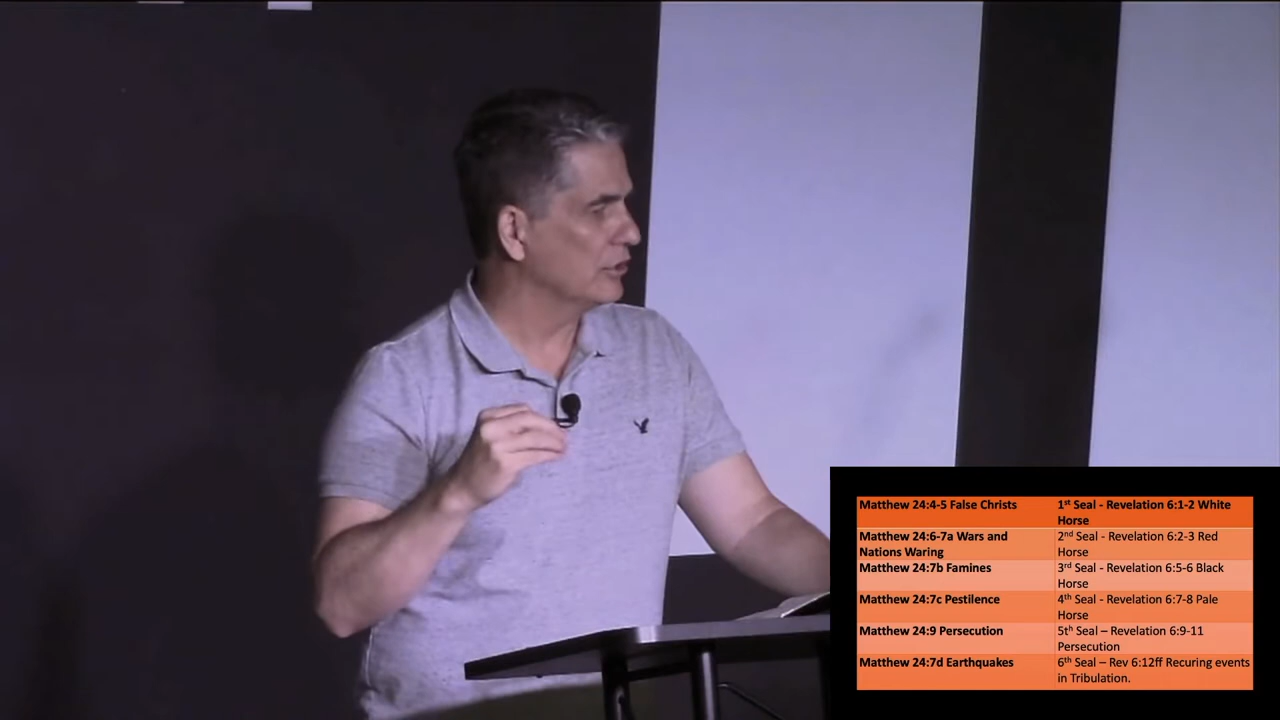 Matthew 24:4-5 False Christs
1st Seal - Revelation 6:1-2 White
Horse
Matthew 24:6-7a Wars and
Nations Waring
2nd Seal - Revelation 6:2-3 Red
Horse
Matthew 24:7b Famines
3rd Seal - Revelation 6:5-6 Black
Horse
Matthew 24:7c Pestilence
4th Seal - Revelation 6:7-8 Pale
Horse
Matthew 24:9 Persecution
5th Seal – Revelation 6:9-11
Persecution
Matthew 24:7d Earthquakes
6th Seal – Rev 6:12ff Recuring events
in Tribulation.